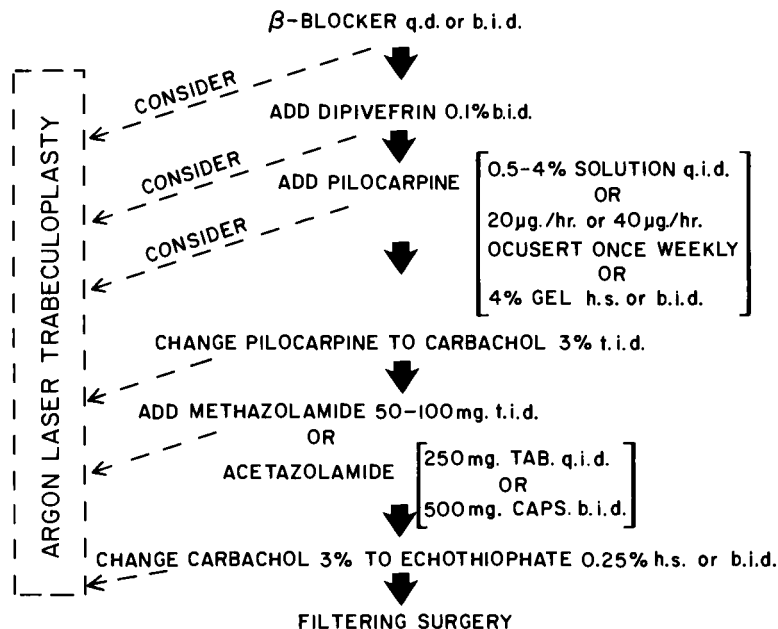 β-BLOCKER q.d. or b.i.d.
CONSIDER
ADD DIPIVEFRIN 0.1% b.i.d.
CONSIDER
ADD PILOCARPINE
0.5-4% SOLUTION q.i.d.
OR
20µg./hr. or 40µg./hr.
OCUSERT ONCE WEEKLY
OR
4% GEL h.s. or b.i.d.
CONSIDER
ARGON LASER TRABECULOPLASTY
CHANGE PILOCARPINE TO CARBACHOL 3% t.i.d.
ADD METHAZOLAMIDE 50-100mg. t.i.d.
OR
ACETAZOLAMIDE
250mg. TAB. q.i.d.
OR
500mg. CAPS. b.i.d.
CHANGE CARBACHOL 3% TO ECHOTHIOPHATE 0.25% h.s. or b.i.d.
FILTERING SURGERY